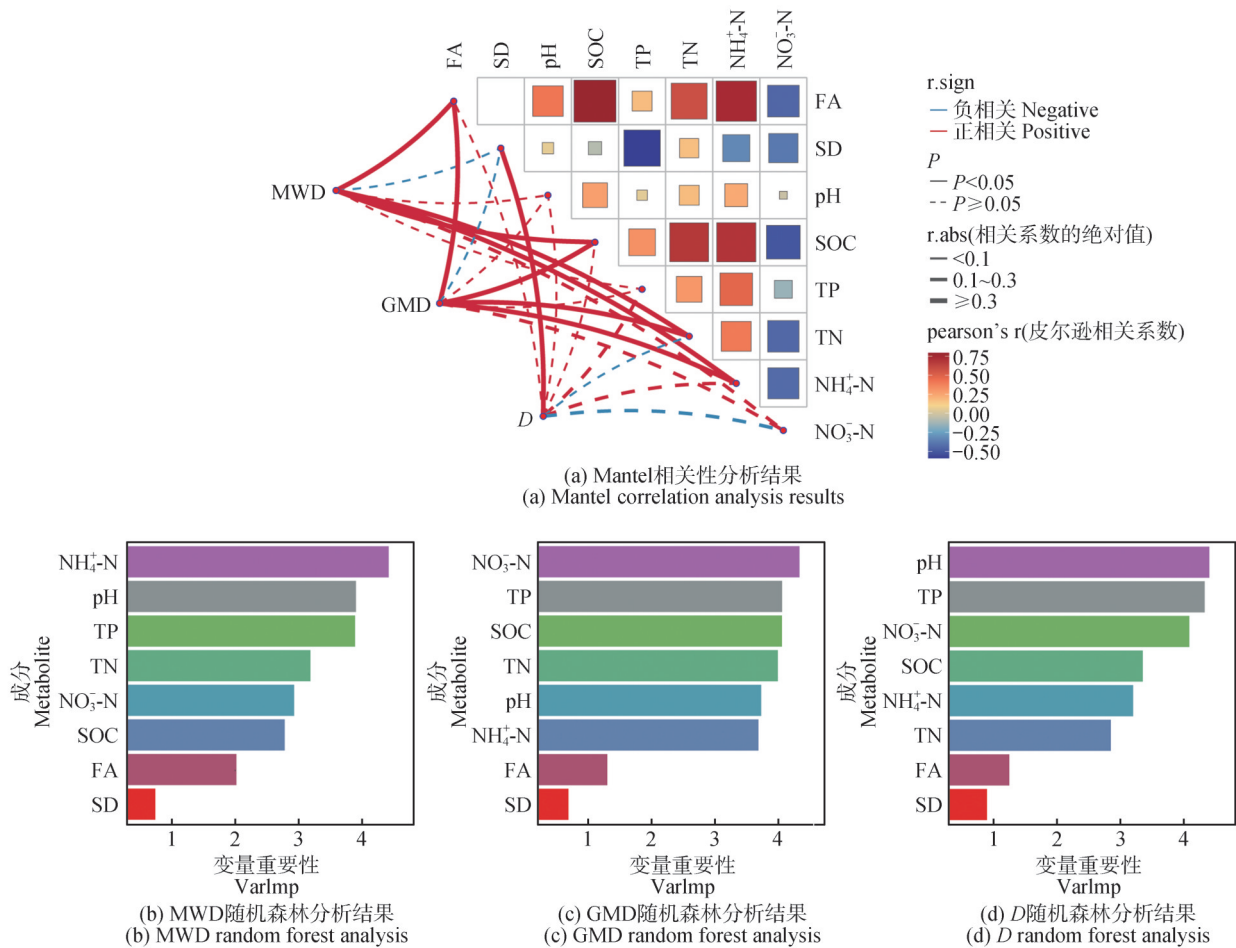 FA
SD
pH
SOC
TP
TN
NH₄⁺-N
NO₃⁻-N
FA
SD
pH
SOC
TP
TN
NH₄⁺-N
NO₃⁻-N
MWD
GMD
D
r.sign
负相关 Negative
正相关 Positive
P
P<0.05
P≥0.05
r.abs(相关系数的绝对值)
<0.1
0.1~0.3
≥0.3
pearson's r(皮尔逊相关系数)
0.75
0.50
0.25
0.00
−0.25
−0.50
(a) Mantel相关性分析结果
(a) Mantel correlation analysis results
成分
Metabolite
NH₄⁺-N
pH
TP
TN
NO₃⁻-N
SOC
FA
SD
1 2 3 4
变量重要性
VarlMp
(b) MWD随机森林分析结果
(b) MWD random forest analysis
成分
Metabolite
NO₃⁻-N
TP
SOC
TN
pH
NH₄⁺-N
FA
SD
1 2 3 4
变量重要性
Varlmp
(c) GMD随机森林分析结果
(c) GMD random forest analysis
成分
Metabolite
pH
TP
NO₃⁻-N
SOC
NH₄⁺-N
TN
FA
SD
1 2 3 4
变量重要性
Varlmp
(d) D随机森林分析结果
(d) D random forest analysis